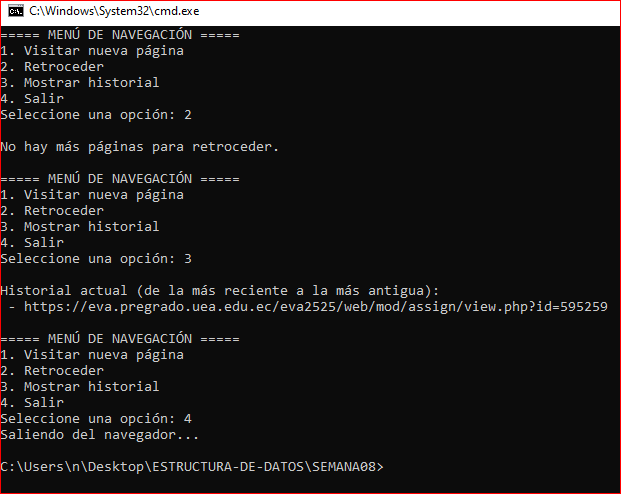 C:\Windows\System32\cmd.exe
===== MENÚ DE NAVEGACIÓN =====
1. Visitar nueva página
2. Retroceder
3. Mostrar historial
4. Salir
Seleccione una opción: 2
No hay más páginas para retroceder.
===== MENÚ DE NAVEGACIÓN =====
1. Visitar nueva página
2. Retroceder
3. Mostrar historial
4. Salir
Seleccione una opción: 3
Historial actual (de la más reciente a la más antigua):
- https://eva.pregrado.uea.edu.ec/eva2525/web/mod/assign/view.php?id=595259
===== MENÚ DE NAVEGACIÓN =====
1. Visitar nueva página
2. Retroceder
3. Mostrar historial
4. Salir
Seleccione una opción: 4
Saliendo del navegador...
C:\Users\n\Desktop\ESTRUCTURA-DE-DATOS\SEMANA08>